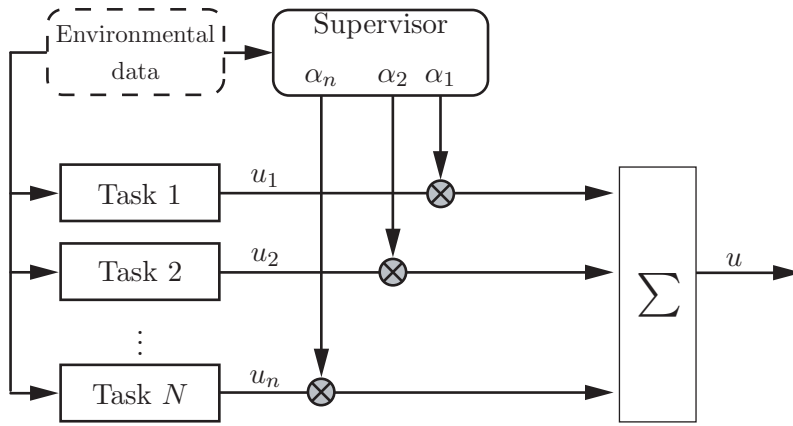 Environmental
data
Supervisor
αₙ α₂ α₁
Task 1
u₁
Task 2
u₂
⋮
Task N
uₙ
∑
u